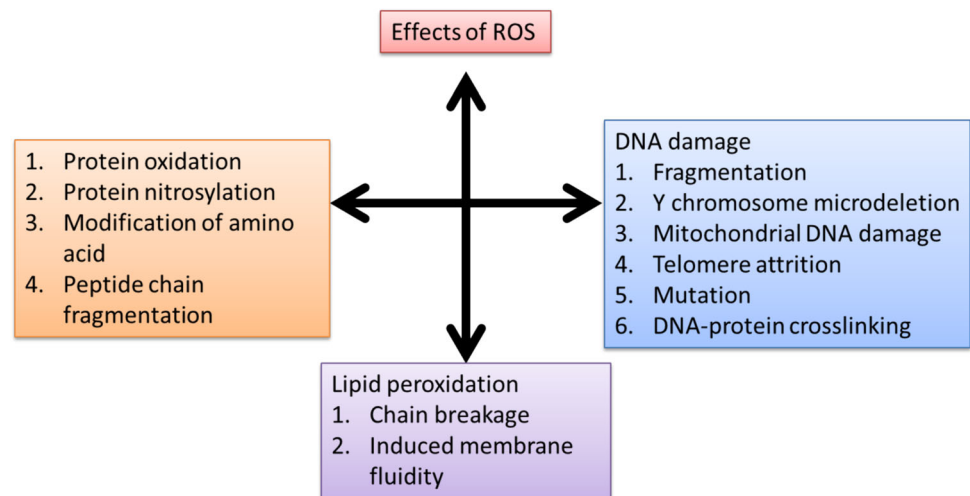 Effects of ROS
1. Protein oxidation
2. Protein nitrosylation
3. Modification of amino
acid
4. Peptide chain
fragmentation
DNA damage
1. Fragmentation
2. Y chromosome microdeletion
3. Mitochondrial DNA damage
4. Telomere attrition
5. Mutation
6. DNA-protein crosslinking
Lipid peroxidation
1. Chain breakage
2. Induced membrane
fluidity